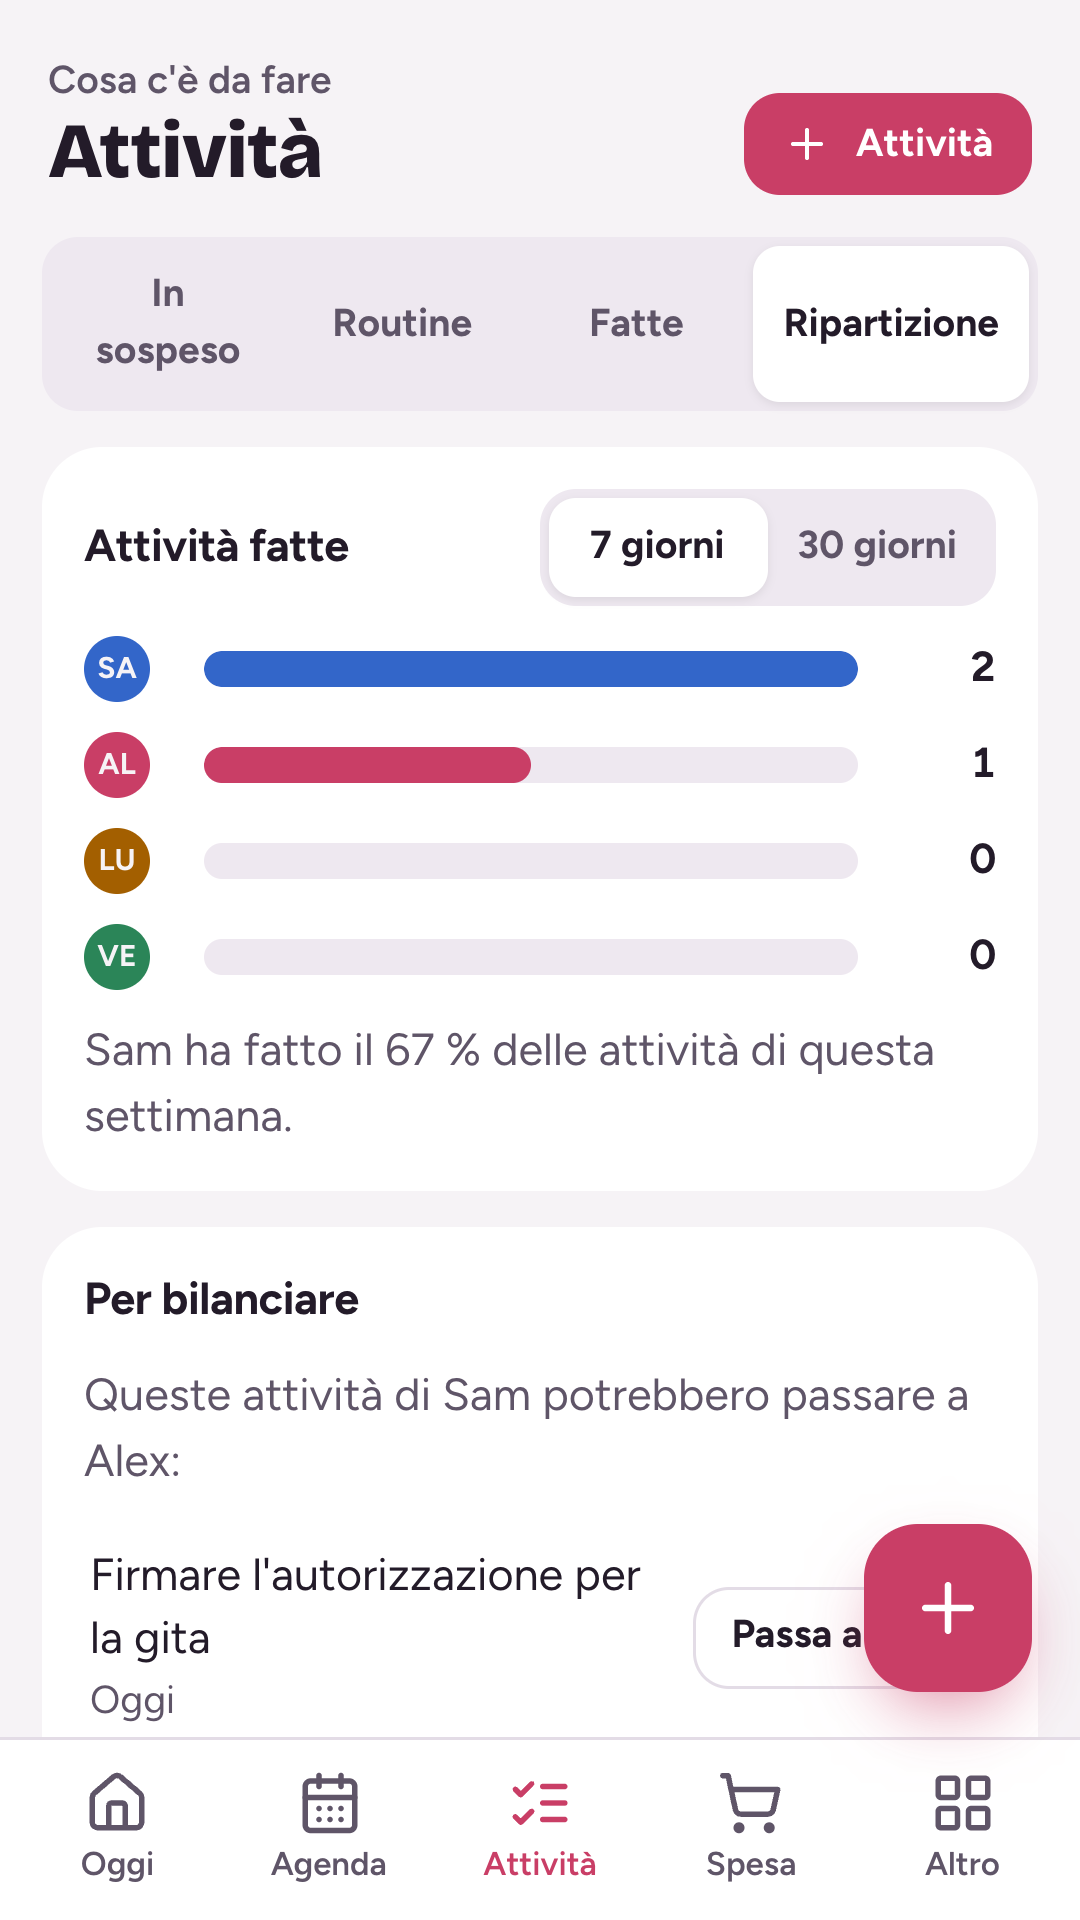 Cosa c'è da fare
Attività
Attività
In
sospeso
Routine
Fatte
Ripartizione
Attività fatte
7 giorni
30 giorni
SA
2
AL
1
LU
0
VE
0
Sam ha fatto il 67 % delle attività di questa
settimana.
Per bilanciare
Queste attività di Sam potrebbero passare a
Alex:
Firmare l'autorizzazione per
la gita
Oggi
Passa a
Oggi
Agenda
Attività
Spesa
Altro